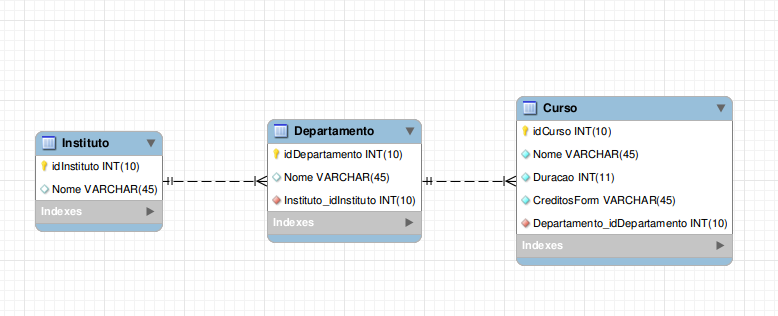 Instituto
idInstituto INT(10)
Nome VARCHAR(45)
Indexes
Departamento
idDepartamento INT(10)
Nome VARCHAR(45)
Instituto_idInstituto INT(10)
Indexes
Curso
idCurso INT(10)
Nome VARCHAR(45)
Duracao INT(11)
CreditosForm VARCHAR(45)
Departamento_idDepartamento INT(10)
Indexes